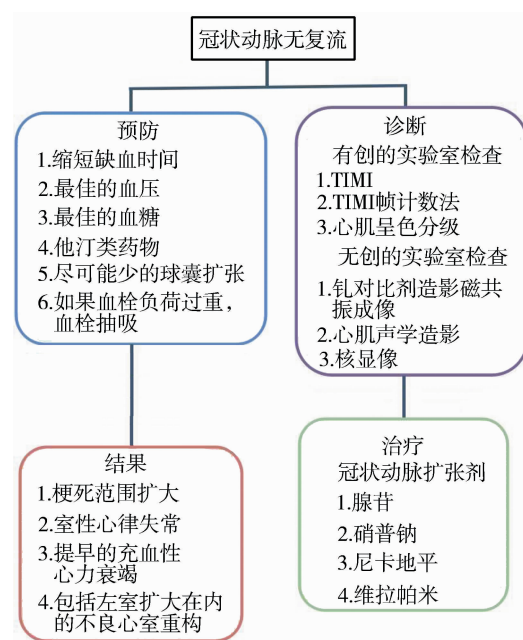 冠状动脉无复流
预防
1.缩短缺血时间
2.最佳的血压
3.最佳的血糖
4.他汀类药物
5.尽可能少的球囊扩张
6.如果血栓负荷过重，
血栓抽吸
诊断
有创的实验室检查
1.TIMI
2.TIMI帧计数法
3.心肌呈色分级
无创的实验室检查
1.钆对比剂造影磁共
振成像
2.心肌声学造影
3.核显像
结果
1.梗死范围扩大
2.室性心律失常
3.提早的充血性
心力衰竭
4.包括左室扩大在内
的不良心室重构
治疗
冠状动脉扩张剂
1.腺苷
2.硝普钠
3.尼卡地平
4.维拉帕米